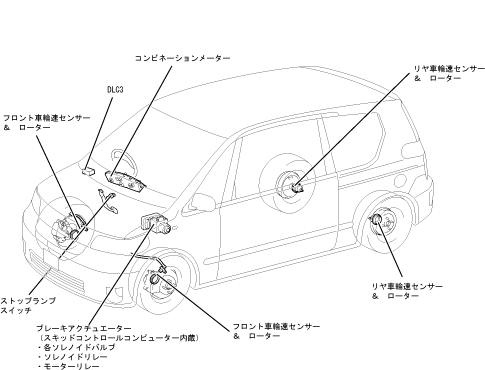 コンビネーションメーター
リヤ車輪速センサー
& ローター
DLC3
フロント車輪速センサー
& ローター
ストップランプ
スイッチ
ブレーキアクチュエーター
(スキッドコントロールコンピューター内蔵)
・各ソレノイドバルブ
・ソレノイドリレー
・モーターリレー
フロント車輪速センサー
& ローター
リヤ車輪速センサー
& ローター